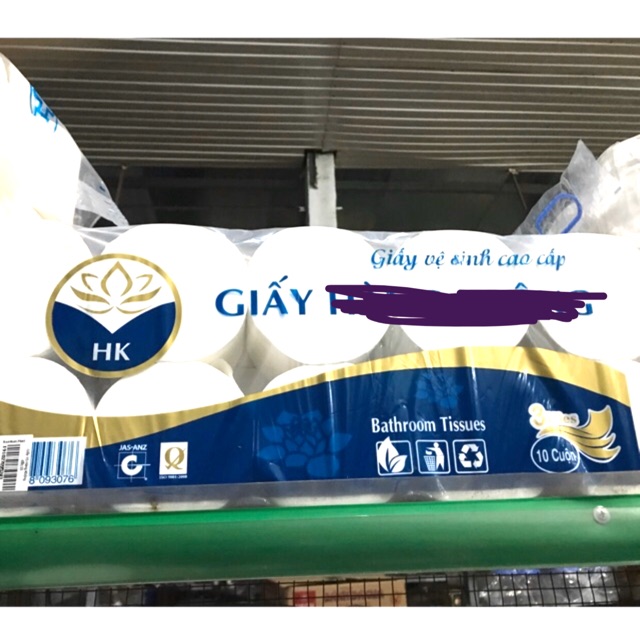 Giấy vệ sinh cao cấp
GIẤY
HK
Bathroom Tissues
10 Cuộn
JAS-ANZ
8 093076